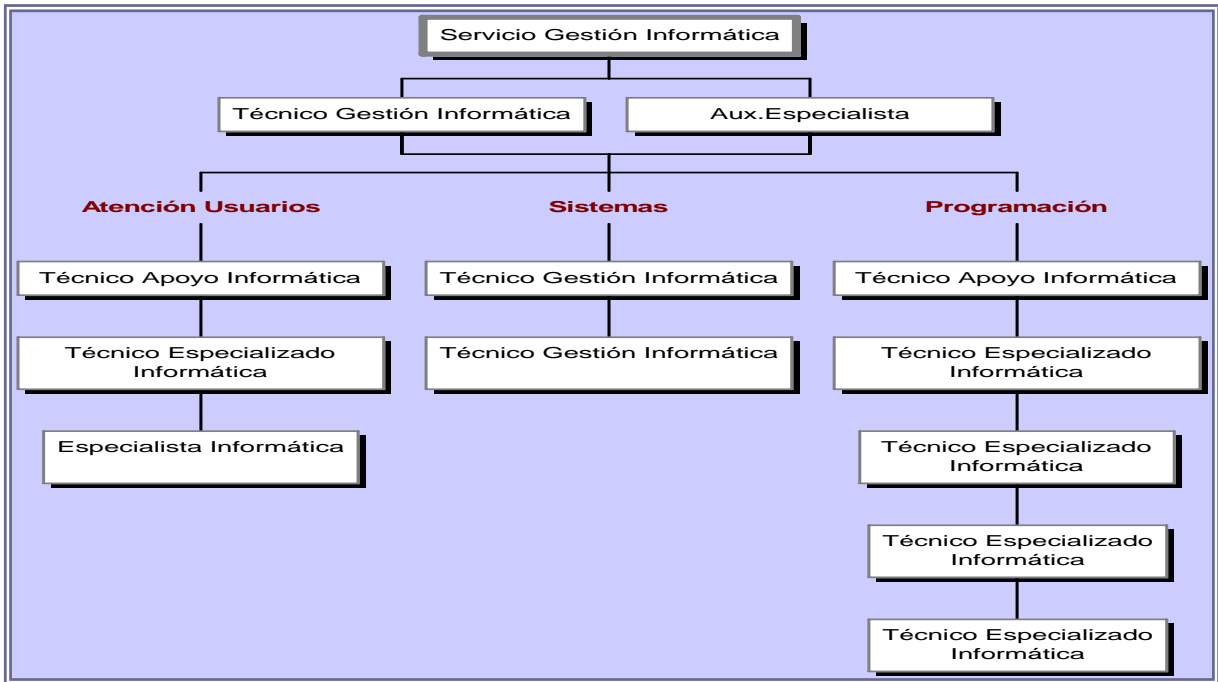 Servicio Gestión Informática
Técnico Gestión Informática
Aux.Especialista
Atención Usuarios
Sistemas
Programación
Técnico Apoyo Informática
Técnico Gestión Informática
Técnico Apoyo Informática
Técnico Especializado
Informática
Técnico Gestión Informática
Técnico Especializado
Informática
Especialista Informática
Técnico Especializado
Informática
Técnico Especializado
Informática
Técnico Especializado
Informática